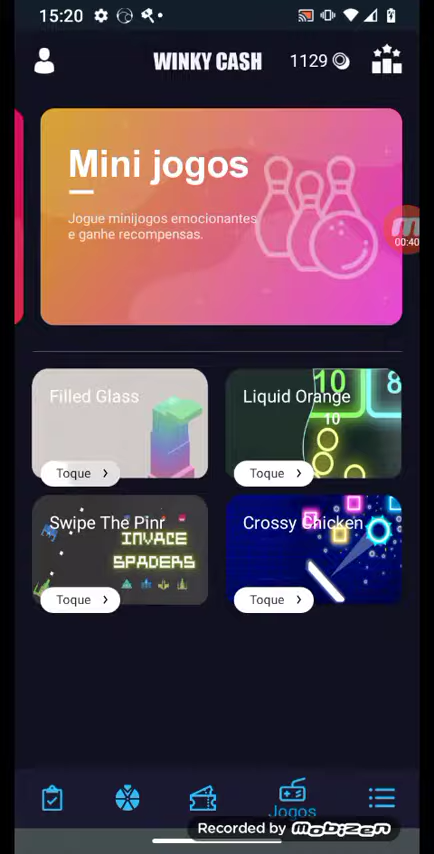 15:20
WINKY CASH
1129
Mini jogos
Jogue minijogos emocionantes
e ganhe recompensas.
00:40
Filled Glass
Toque
Liquid Orange
10
8
10
Toque
Swipe The Pinr
INVACE
SPADERS
Toque
Crossy Chicken
Toque
Jogos
Recorded by mobizen